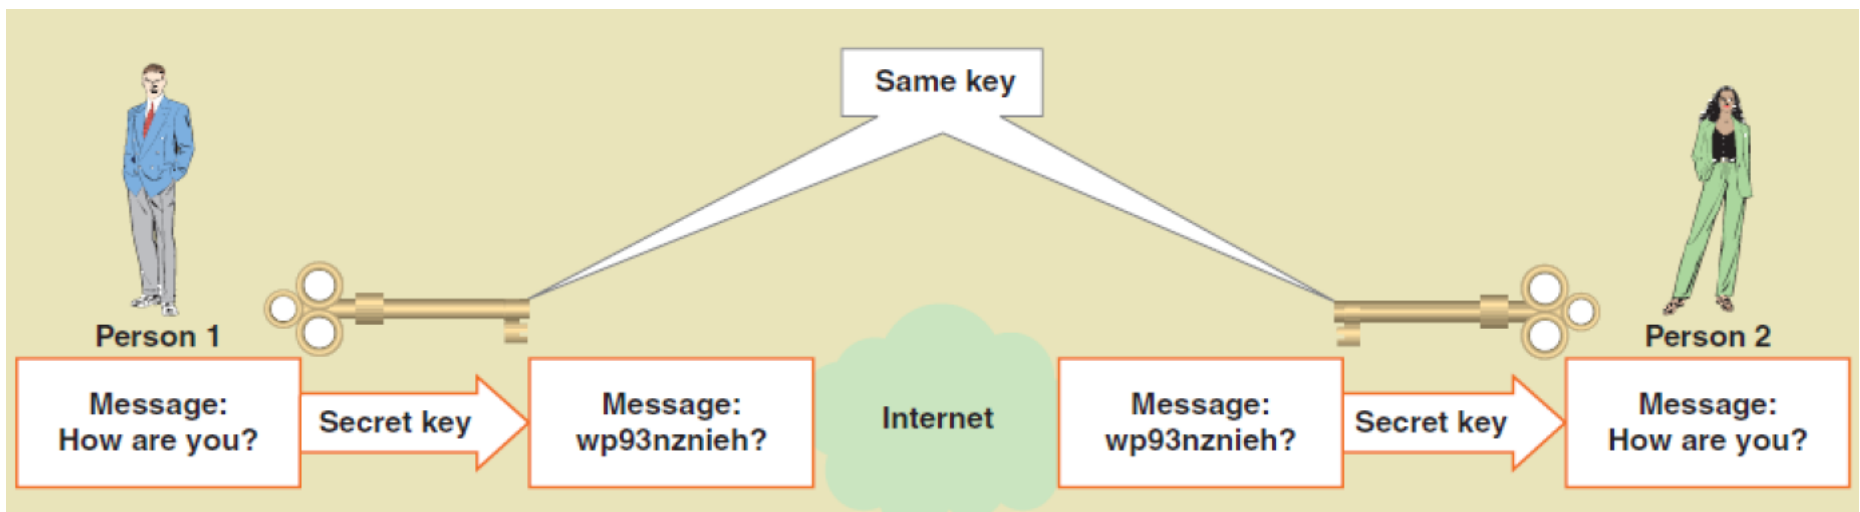 Same key
Person 1
Person 2
Message:
How are you?
Secret key
Message:
wp93nznieh?
Internet
Message:
wp93nznieh?
Secret key
Message:
How are you?